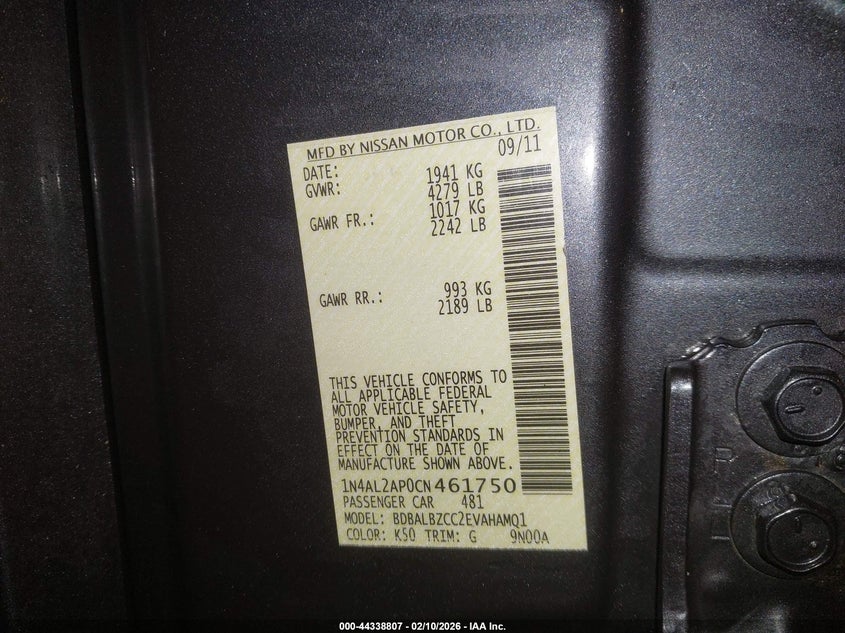 MFD BY NISSAN MOTOR CO., LTD.
DATE: 09/11
GVWR: 1941 KG
4279 LB
GAWR FR.: 1017 KG
2242 LB
GAWR RR.: 993 KG
2189 LB
THIS VEHICLE CONFORMS TO
ALL APPLICABLE FEDERAL
MOTOR VEHICLE SAFETY,
BUMPER, AND THEFT
PREVENTION STANDARDS IN
EFFECT ON THE DATE OF
MANUFACTURE SHOWN ABOVE.
1N4AL2AP0CN461750
PASSENGER CAR 481
MODEL: BDBALBZCC2EVAHAMQ1
COLOR: K50 TRIM: G 9N00A
000-44338807 - 02/10/2026 - IAA Inc.